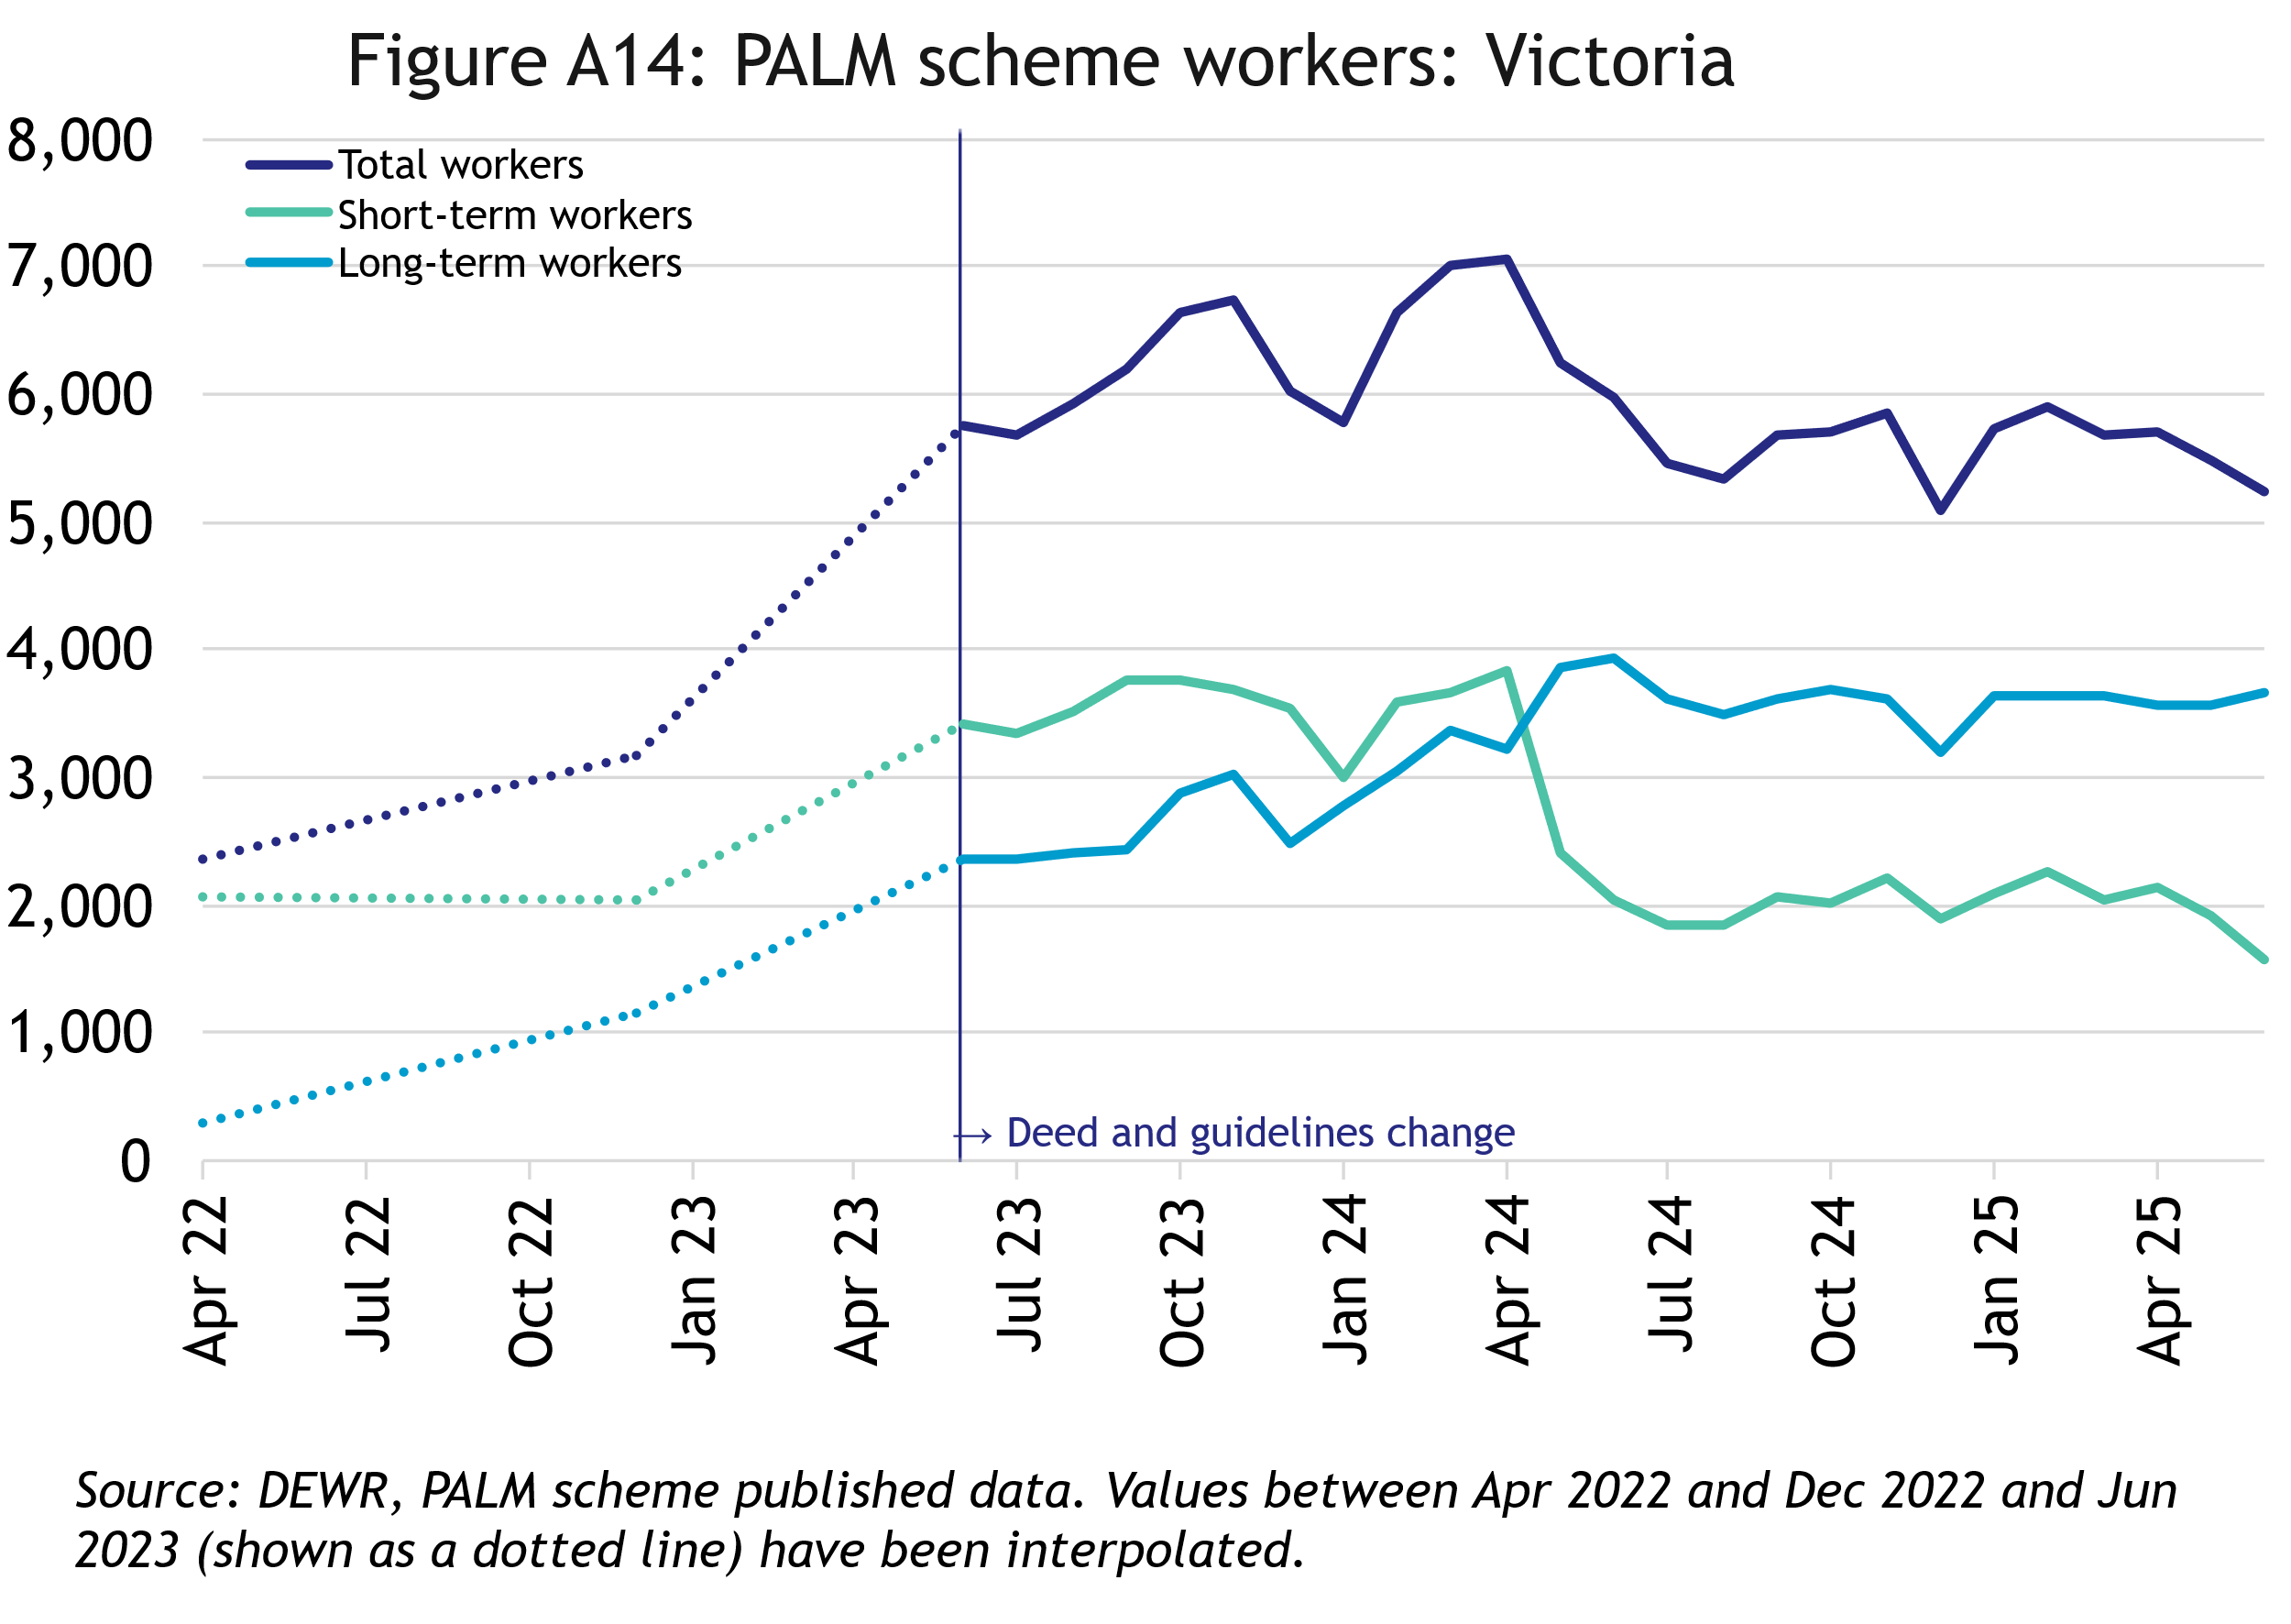 Figure A14: PALM scheme workers: Victoria
8,000
7,000
6,000
5,000
4,000
3,000
2,000
1,000
0
Total workers
Short-term workers
Long-term workers
→ Deed and guidelines change
Apr 22
Jul 22
Oct 22
Jan 23
Apr 23
Jul 23
Oct 23
Jan 24
Apr 24
Jul 24
Oct 24
Jan 25
Apr 25
Source: DEWR, PALM scheme published data. Values between Apr 2022 and Dec 2022 and Jun
2023 (shown as a dotted line) have been interpolated.